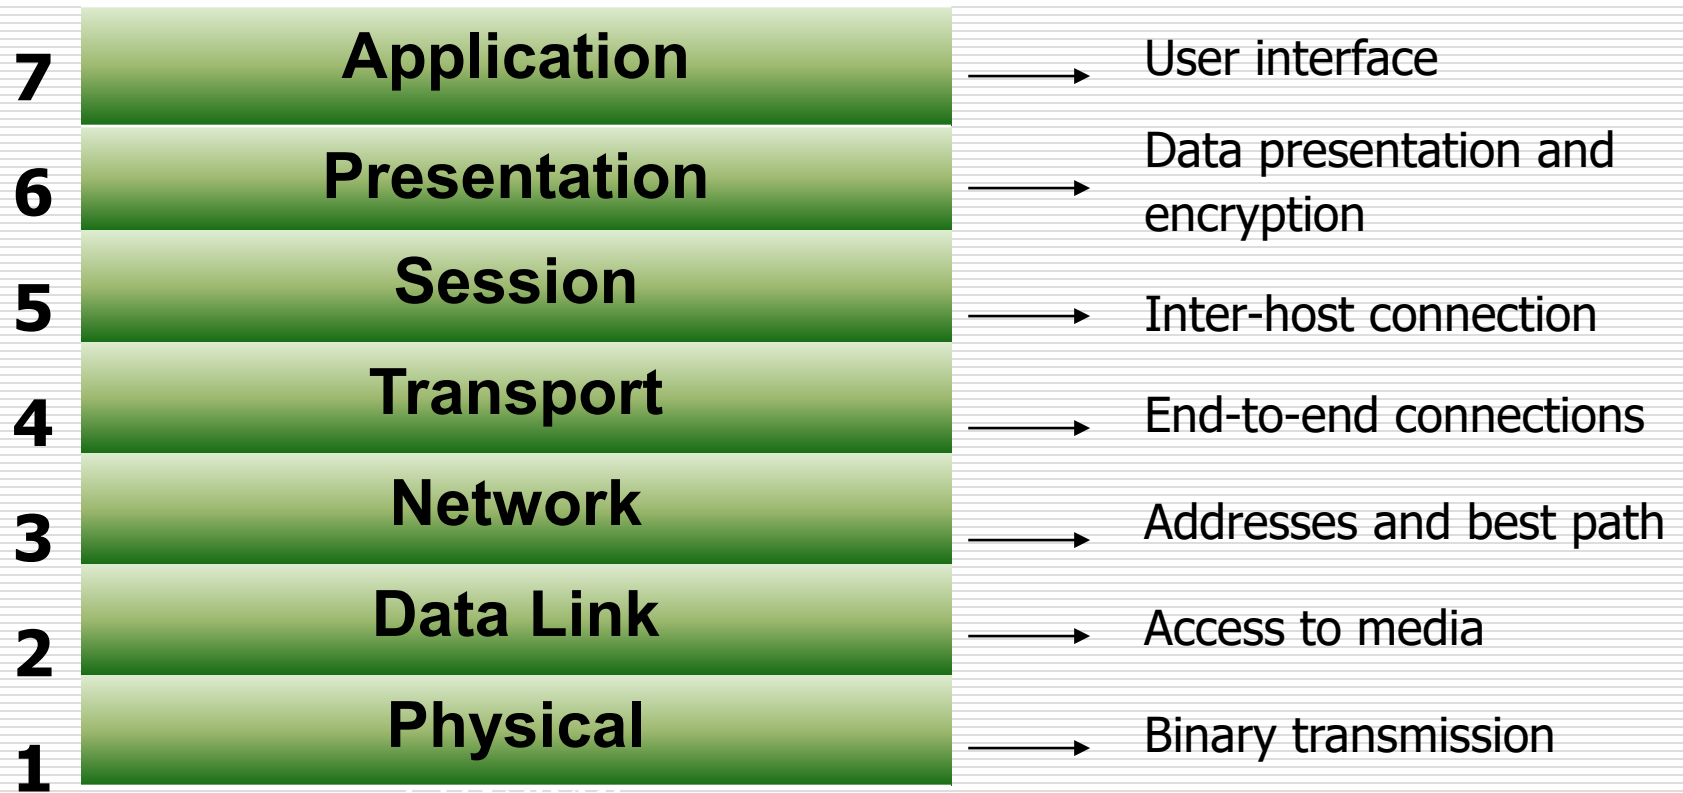 7 Application User interface
6 Presentation Data presentation and
encryption
5 Session Inter-host connection
4 Transport End-to-end connections
3 Network Addresses and best path
2 Data Link Access to media
1 Physical Binary transmission